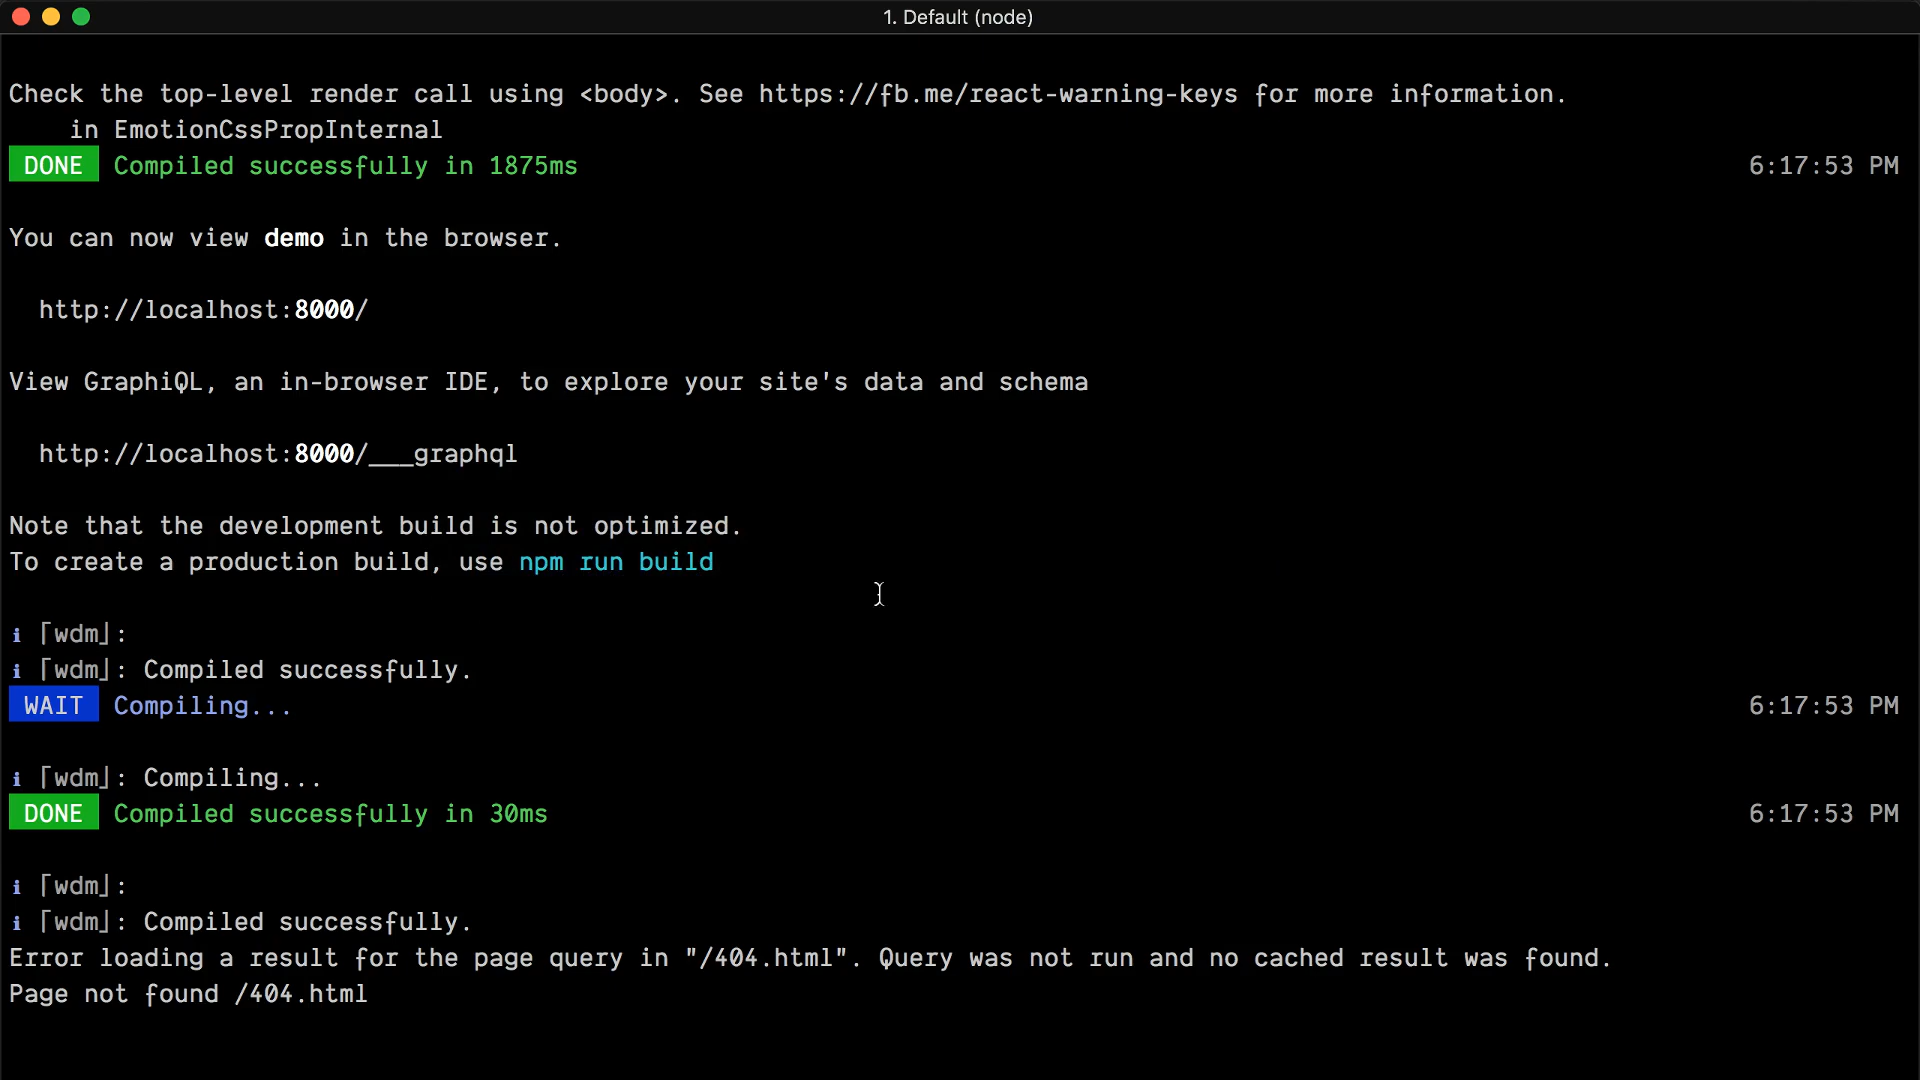 1. Default (node)
Check the top-level render call using <body>. See https://fb.me/react-warning-keys for more information.
in EmotionCssPropInternal
DONE Compiled successfully in 1875ms 6:17:53 PM
You can now view demo in the browser.
http://localhost:8000/
View GraphiQL, an in-browser IDE, to explore your site's data and schema
http://localhost:8000/___graphql
Note that the development build is not optimized.
To create a production build, use npm run build
ℹ ｢wdm｣:
ℹ ｢wdm｣: Compiled successfully.
WAIT Compiling... 6:17:53 PM
ℹ ｢wdm｣: Compiling...
DONE Compiled successfully in 30ms 6:17:53 PM
ℹ ｢wdm｣:
ℹ ｢wdm｣: Compiled successfully.
Error loading a result for the page query in "/404.html". Query was not run and no cached result was found.
Page not found /404.html